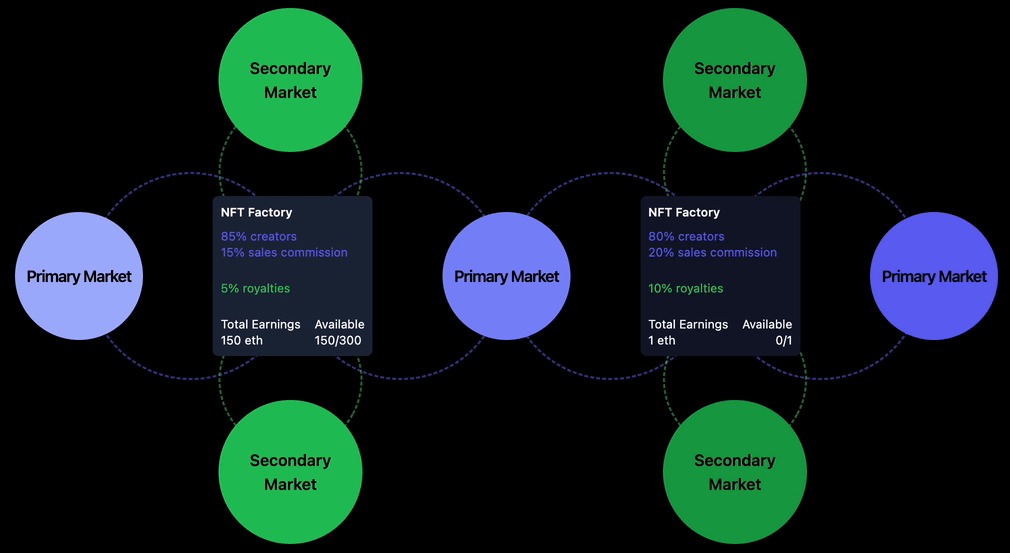 Secondary
Market
Secondary
Market
Primary Market
NFT Factory
85% creators
15% sales commission
5% royalties
Total Earnings Available
150 eth 150/300
Primary Market
NFT Factory
80% creators
20% sales commission
10% royalties
Total Earnings Available
1 eth 0/1
Primary Market
Secondary
Market
Secondary
Market